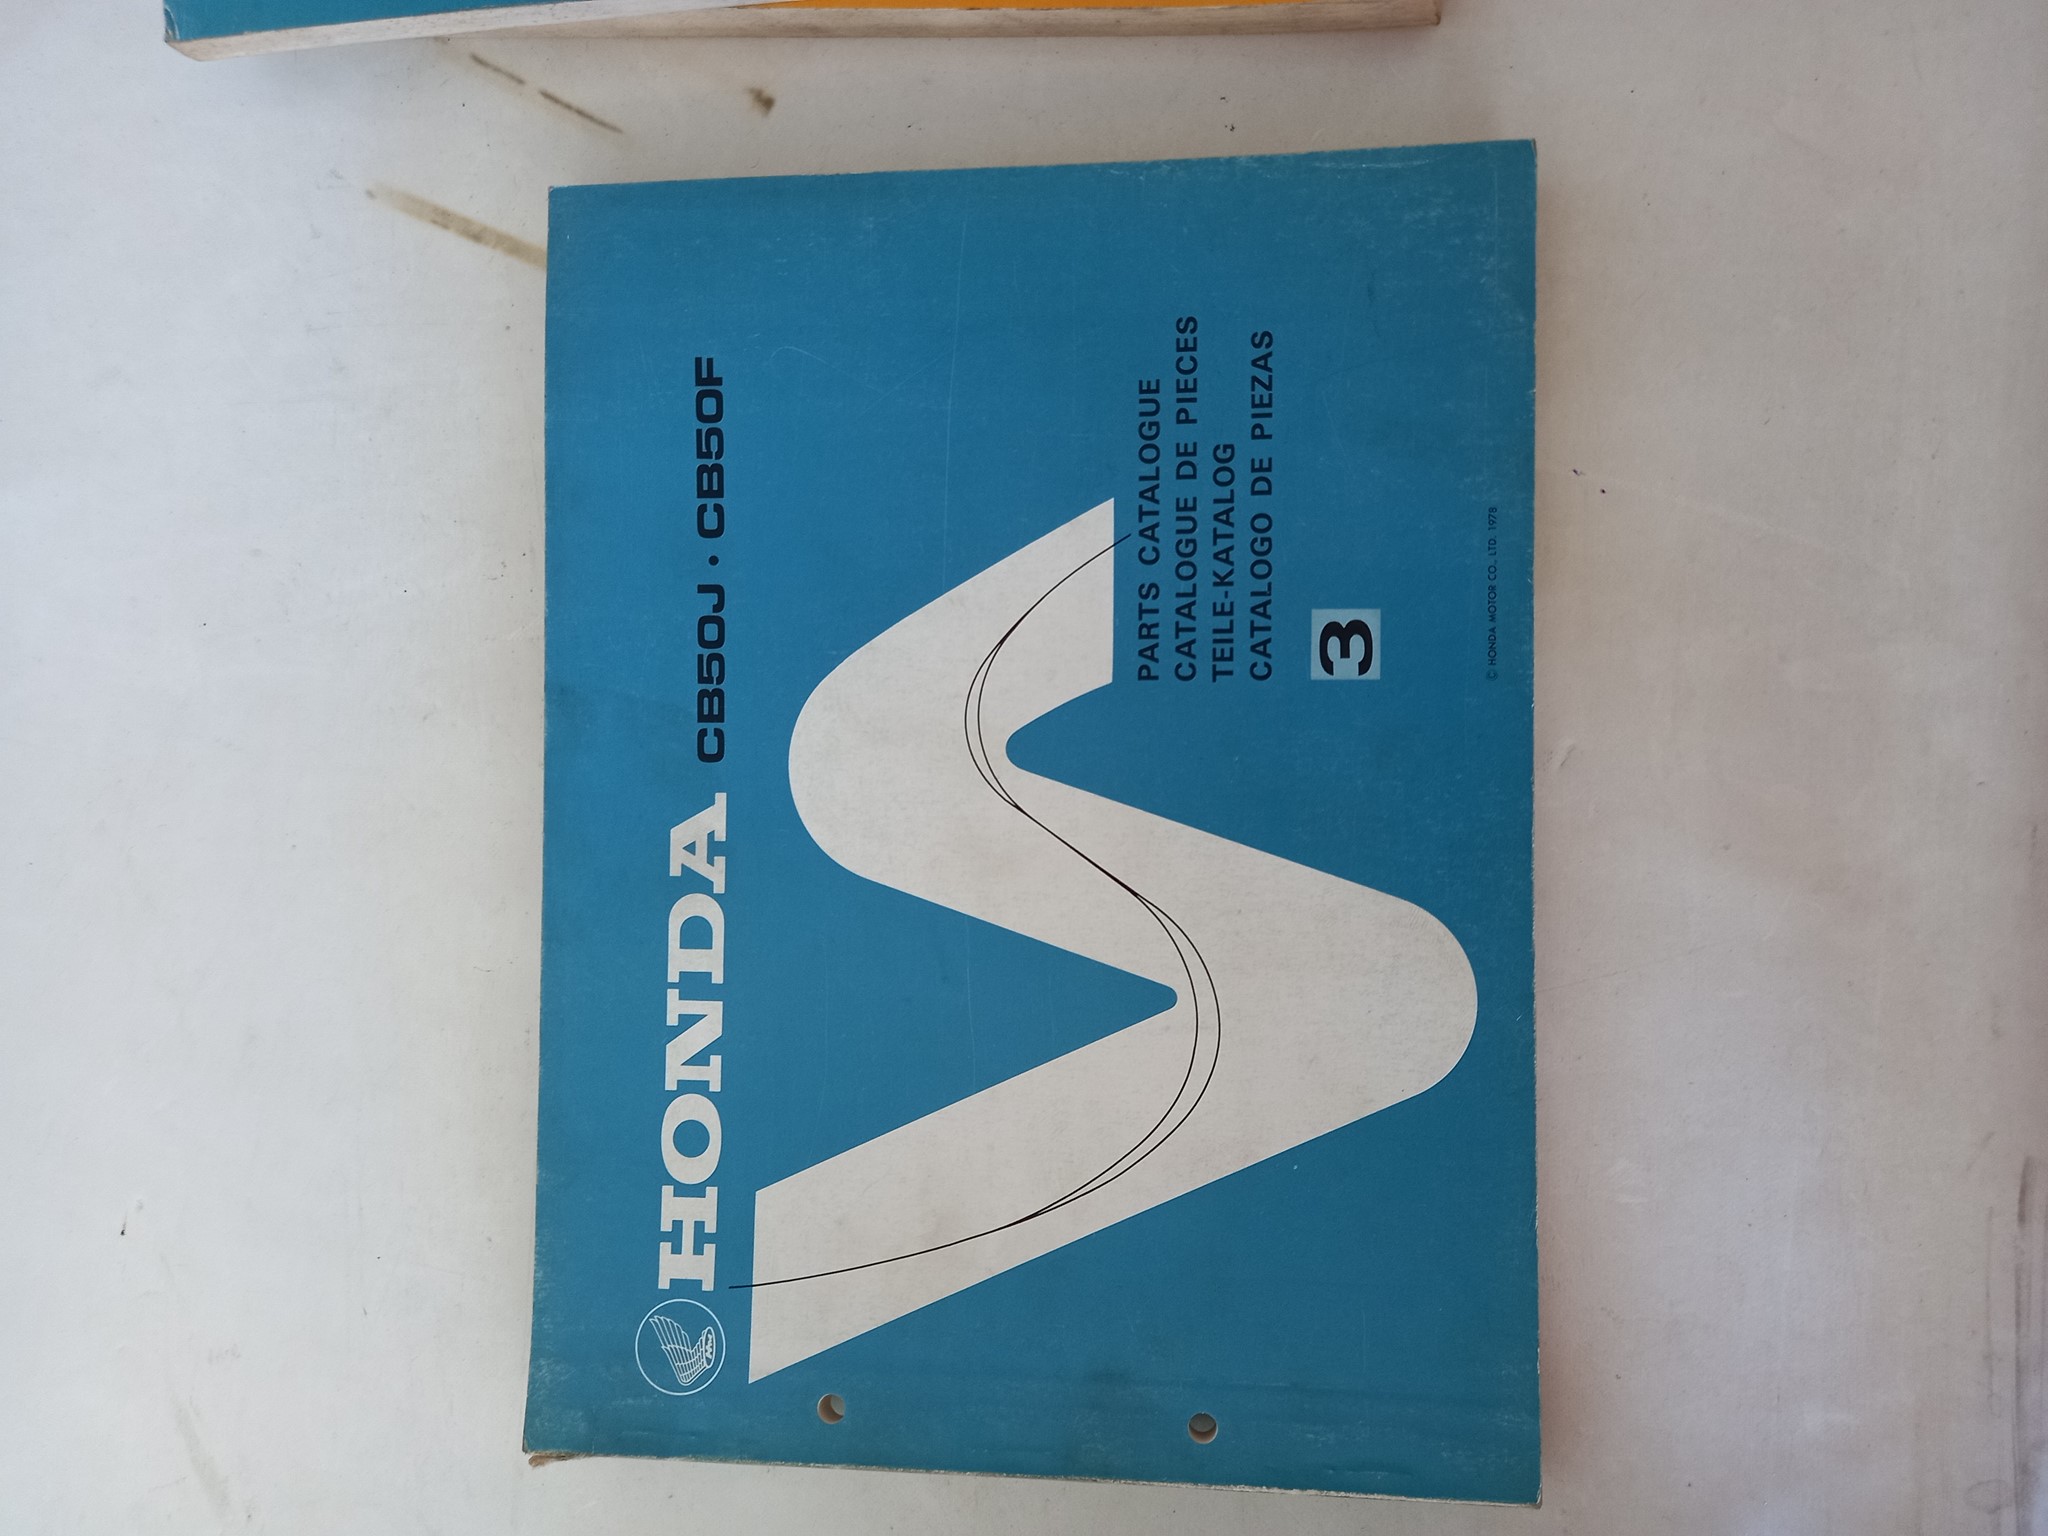 HONDA CB50J · CB50F
PARTS CATALOGUE
CATALOGUE DE PIECES
TEILE-KATALOG
CATALOGO DE PIEZAS
3
© HONDA MOTOR CO., LTD. 1978